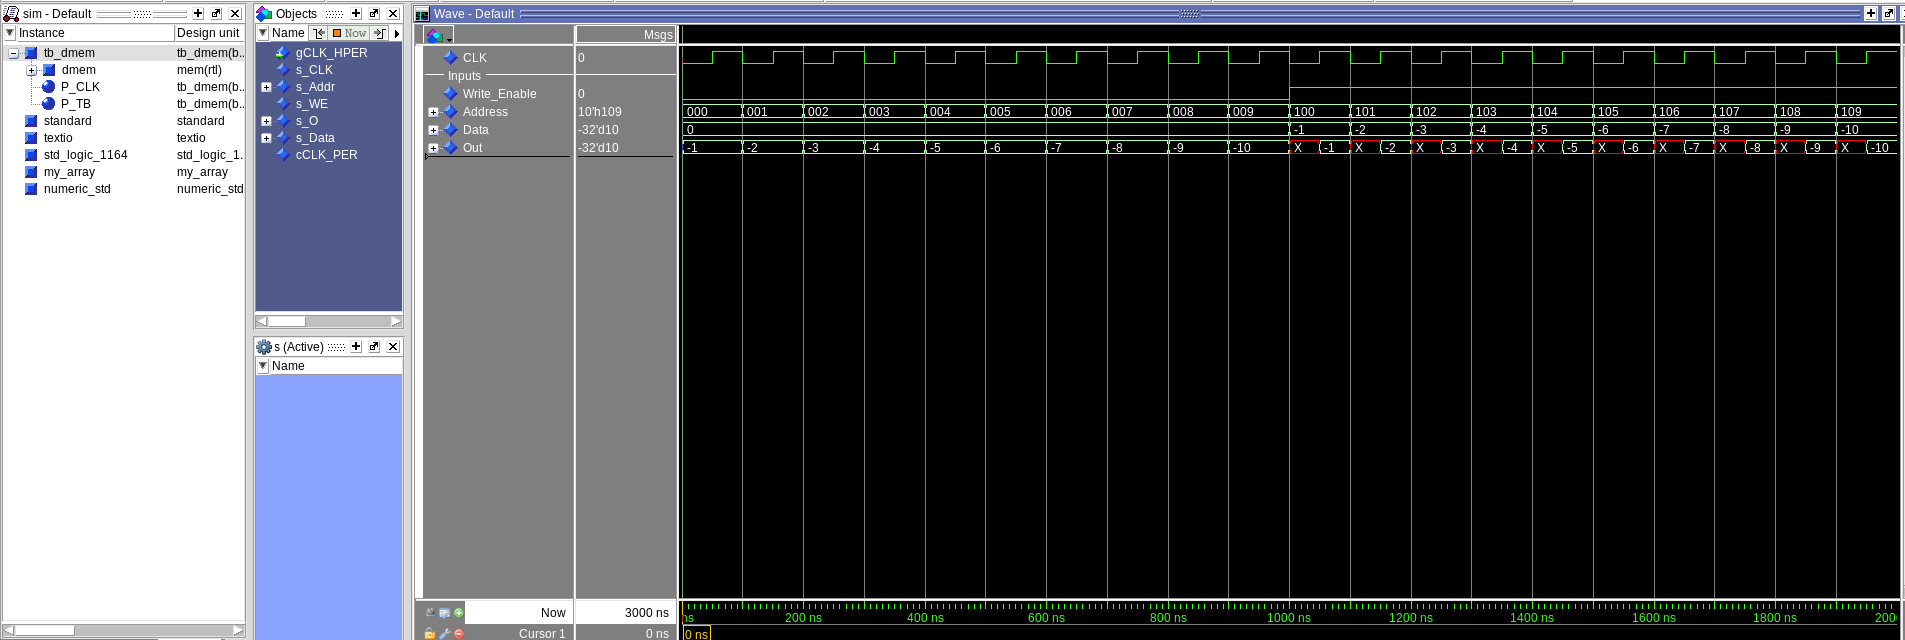 sim - Default
Instance Design unit
tb_dmem tb_dmem(b..
dmem mem(rtl)
P_CLK tb_dmem(b..
P_TB tb_dmem(b..
standard standard
textio textio
std_logic_1164 std_logic_1.
my_array my_array
numeric_std numeric_std
Objects
Name Now
gCLK_HPER
s_CLK
s_Addr
s_WE
s_O
s_Data
cCLK_PER
s (Active)
Name
Wave - Default
Msgs
CLK 0
Inputs
Write_Enable 0
Address 10'h109 000 001 002 003 004 005 006 007 008 009 100 101 102 103 104 105 106 107 108 109
Data -32'd10 0 -1 -2 -3 -4 -5 -6 -7 -8 -9 -10
Out -32'd10 -1 -2 -3 -4 -5 -6 -7 -8 -9 -10 X -1 X -2 X -3 X -4 X -5 X -6 X -7 X -8 X -9 X -10
Now 3000 ns ns 200 ns 400 ns 600 ns 800 ns 1000 ns 1200 ns 1400 ns 1600 ns 1800 ns 200
Cursor 1 0 ns 0 ns